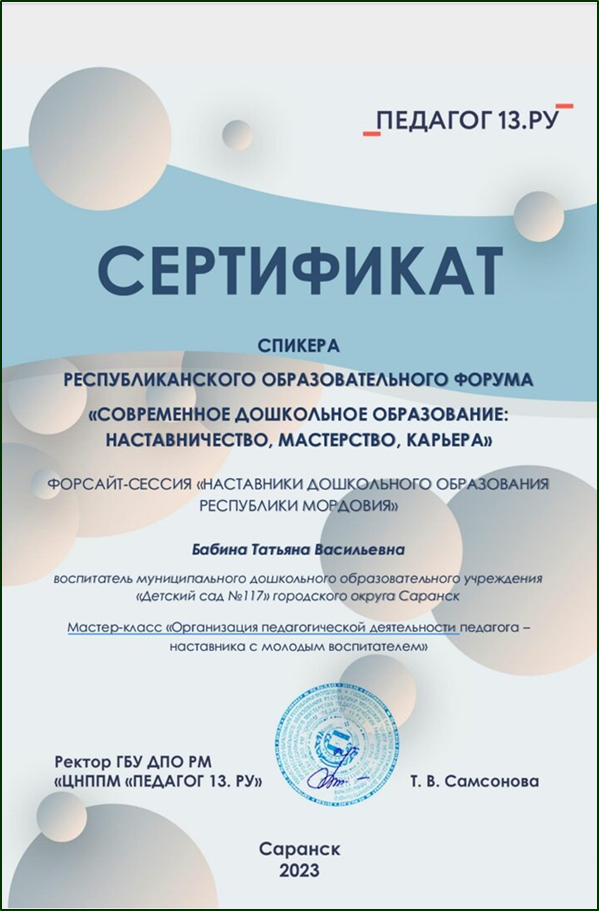 ПЕДАГОГ 13.РУ
СЕРТИФИКАТ
СПИКЕРА
РЕСПУБЛИКАНСКОГО ОБРАЗОВАТЕЛЬНОГО ФОРУМА
«СОВРЕМЕННОЕ ДОШКОЛЬНОЕ ОБРАЗОВАНИЕ:
НАСТАВНИЧЕСТВО, МАСТЕРСТВО, КАРЬЕРА»
ФОРСАЙТ-СЕССИЯ «НАСТАВНИКИ ДОШКОЛЬНОГО ОБРАЗОВАНИЯ
РЕСПУБЛИКИ МОРДОВИЯ»
Бабина Татьяна Васильевна
воспитатель муниципального дошкольного образовательного учреждения
«Детский сад №117» городского округа Саранск
Мастер-класс «Организация педагогической деятельности педагога –
наставника с молодым воспитателем»
Ректор ГБУ ДПО РМ
«ЦНППМ «ПЕДАГОГ 13. РУ»
Т. В. Самсонова
Саранск
2023